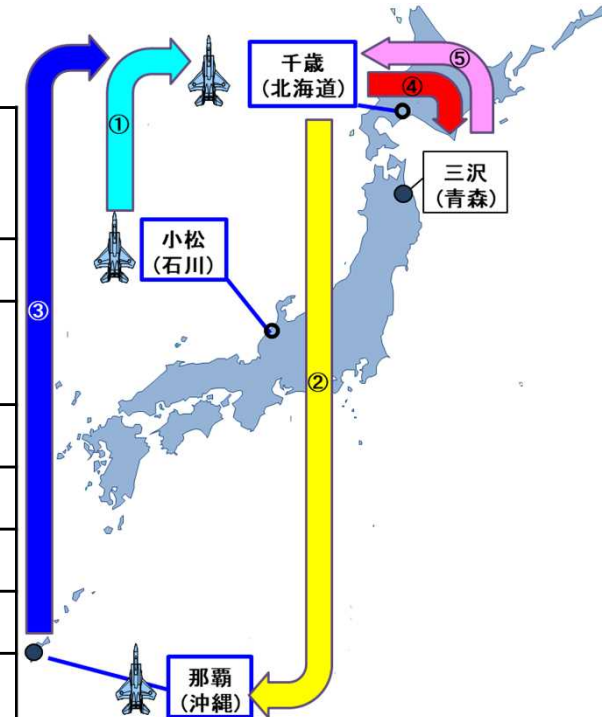 千歳
(北海道)
⑤
④
①
三沢
(青森)
小松
(石川)
③
②
那覇
(沖縄)